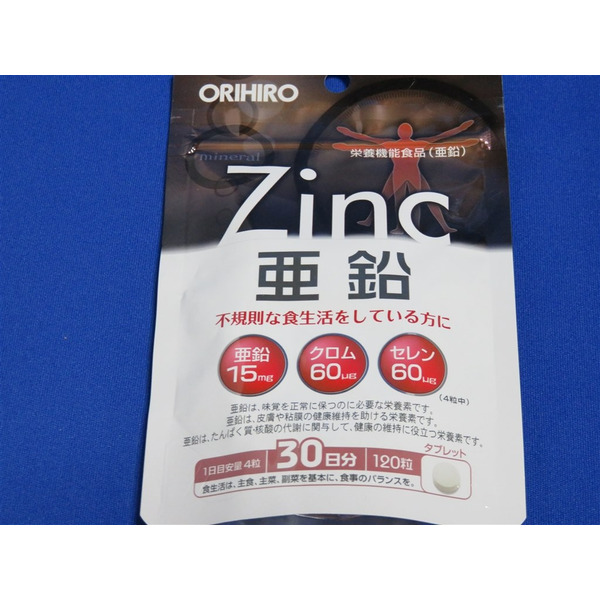 ORIHIRO
mineral
栄養機能食品(亜鉛)
Zinc
亜鉛
不規則な食生活をしている方に
亜鉛
15mg
クロム
60μg
セレン
60μg
(4粒中)
亜鉛は、味覚を正常に保つのに必要な栄養素です。
亜鉛は、皮膚や粘膜の健康維持を助ける栄養素です。
亜鉛は、たんぱく質・核酸の代謝に関与して、健康の維持に役立つ栄養素です。
1日目安量4粒 30日分 120粒
タブレット
食生活は、主食、主菜、副菜を基本に、食事のバランスを。